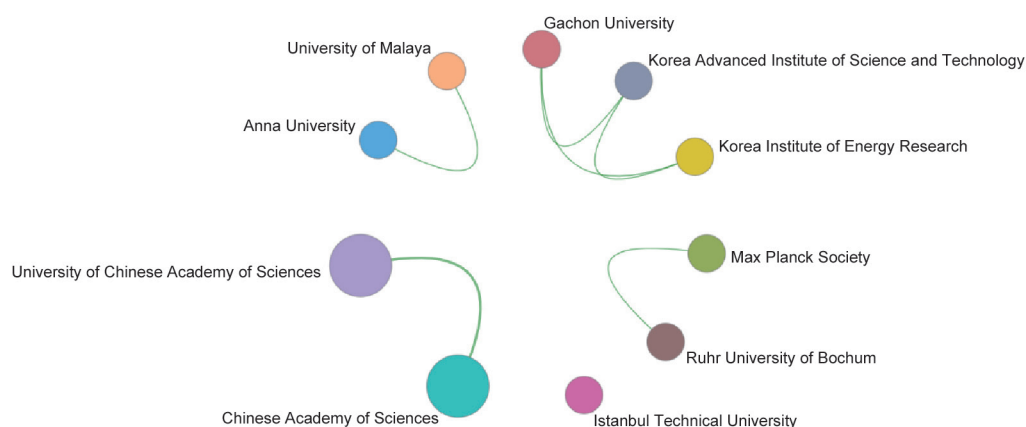 Gachon University
University of Malaya
Korea Advanced Institute of Science and Technology
Anna University
Korea Institute of Energy Research
Max Planck Society
University of Chinese Academy of Sciences
Ruhr University of Bochum
Chinese Academy of Sciences
Istanbul Technical University